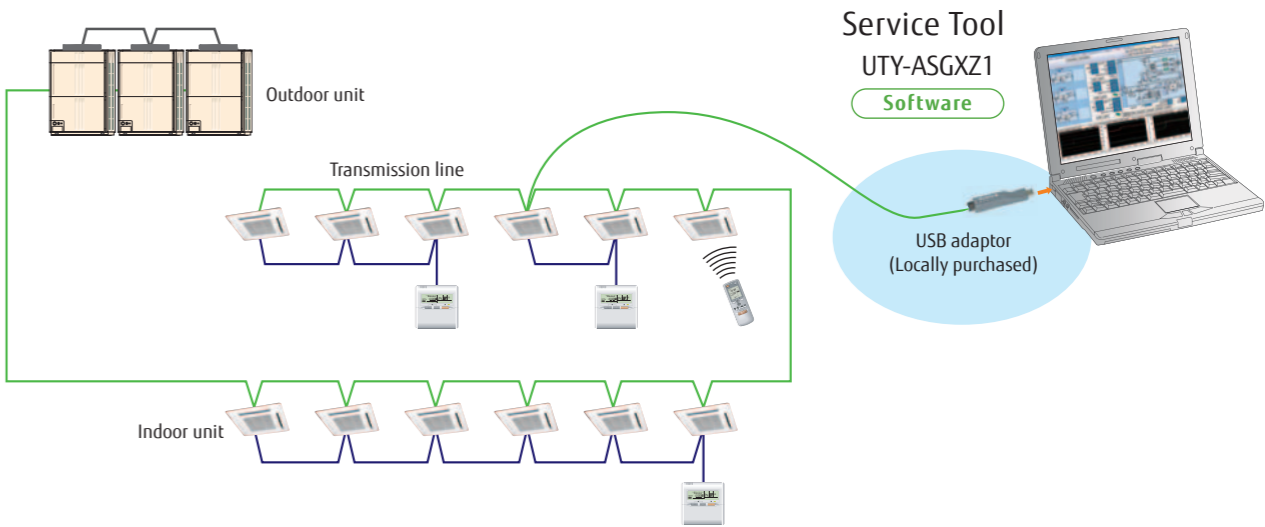 Service Tool
UTY-ASGXZ1
Software
Outdoor unit
Transmission line
USB adaptor
(Locally purchased)
Indoor unit